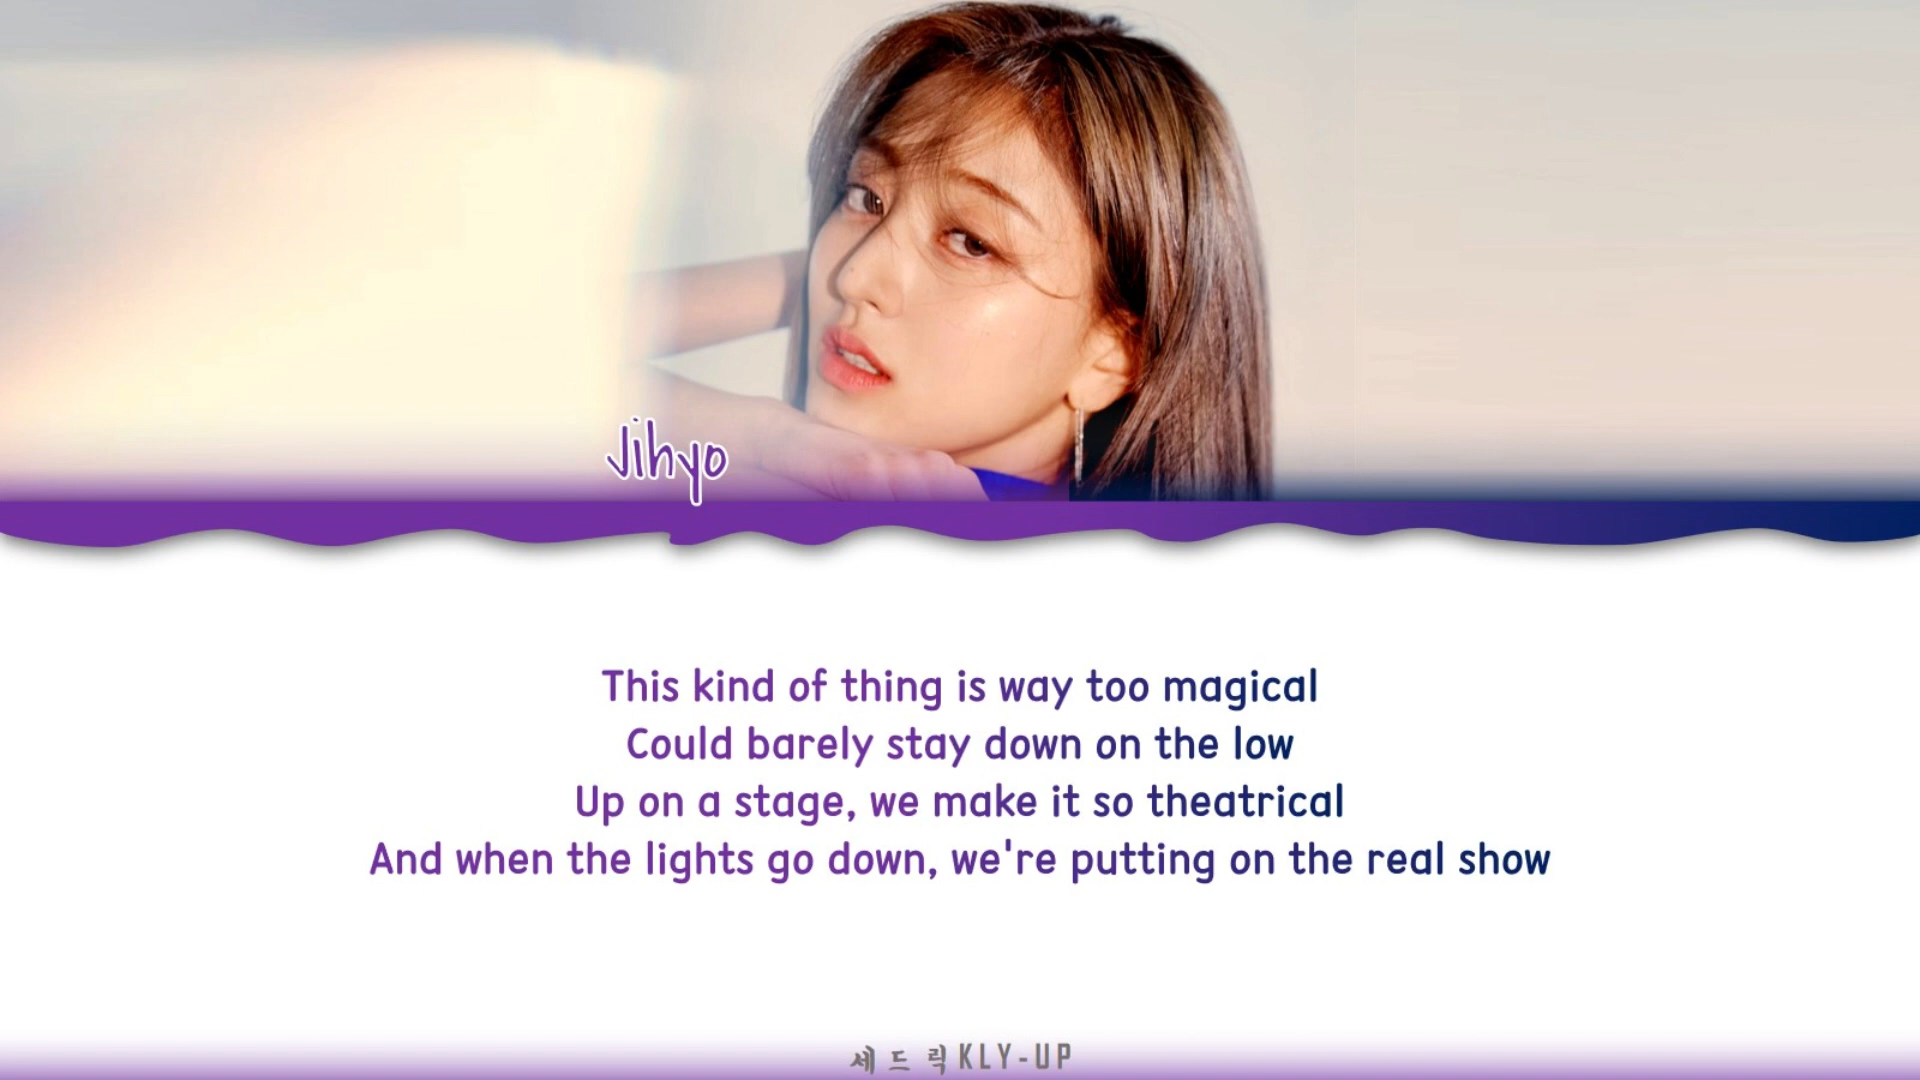 Jihyo
This kind of thing is way too magical
Could barely stay down on the low
Up on a stage, we make it so theatrical
And when the lights go down, we're putting on the real show
세드릭KLY-UP